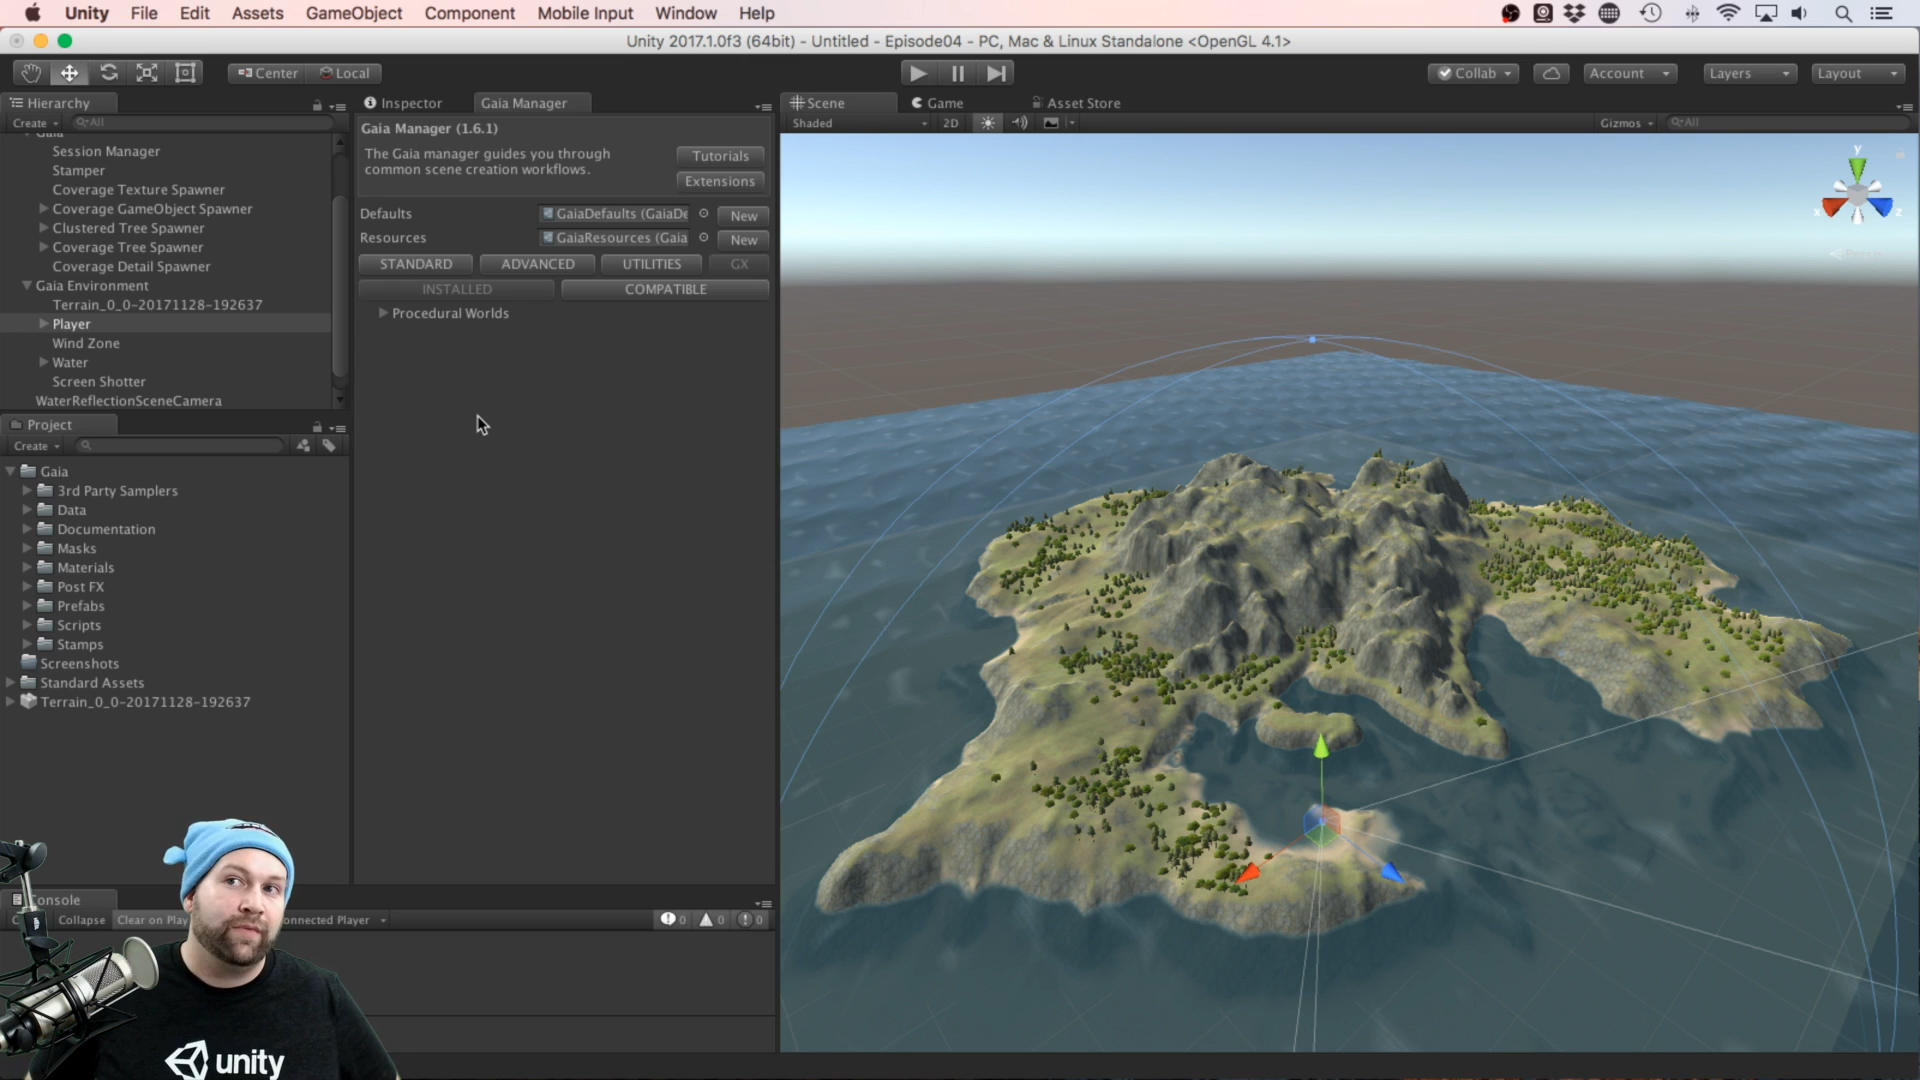 Unity File Edit Assets GameObject Component Mobile Input Window Help
Unity 2017.1.0f3 (64bit) - Untitled - Episode04 - PC, Mac & Linux Standalone <OpenGL 4.1>
Center Local Collab Account Layers Layout
Hierarchy
Create All
Gaia
Session Manager
Stamper
Coverage Texture Spawner
Coverage GameObject Spawner
Clustered Tree Spawner
Coverage Tree Spawner
Coverage Detail Spawner
Gaia Environment
Terrain_0_0-20171128-192637
Player
Wind Zone
Water
Screen Shotter
WaterReflectionSceneCamera
Project
Create
Gaia
3rd Party Samplers
Data
Documentation
Masks
Materials
Post FX
Prefabs
Scripts
Stamps
Screenshots
Standard Assets
Terrain_0_0-20171128-192637
Inspector Gaia Manager
Gaia Manager (1.6.1)
The Gaia manager guides you through
common scene creation workflows.
Tutorials
Extensions
Defaults GaiaDefaults (GaiaDe New
Resources GaiaResources (Gaia New
STANDARD ADVANCED UTILITIES GX
INSTALLED COMPATIBLE
Procedural Worlds
Scene Game Asset Store
Shaded 2D Gizmos All
y
x z
Console
Collapse Clear on Play onnected Player 0 0 0
unity